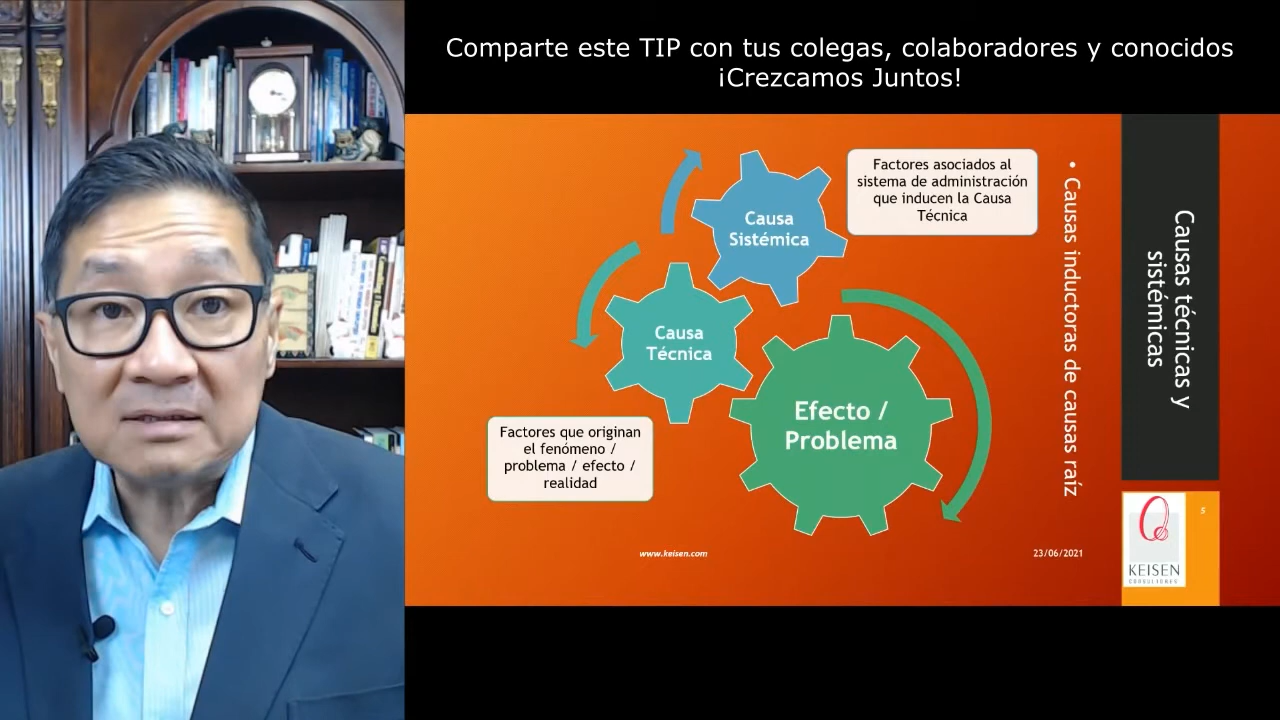 Comparte este TIP con tus colegas, colaboradores y conocidos
¡Crezcamos Juntos!
Causa
Sistémica
Factores asociados al
sistema de administración
que inducen la Causa
Técnica
Causa
Técnica
Efecto /
Problema
Factores que originan
el fenómeno /
problema / efecto /
realidad
• Causas inductoras de causas raíz
Causas técnicas y
sistémicas
www.keisen.com
23/06/2021
5
KEISEN
CONSULTORES